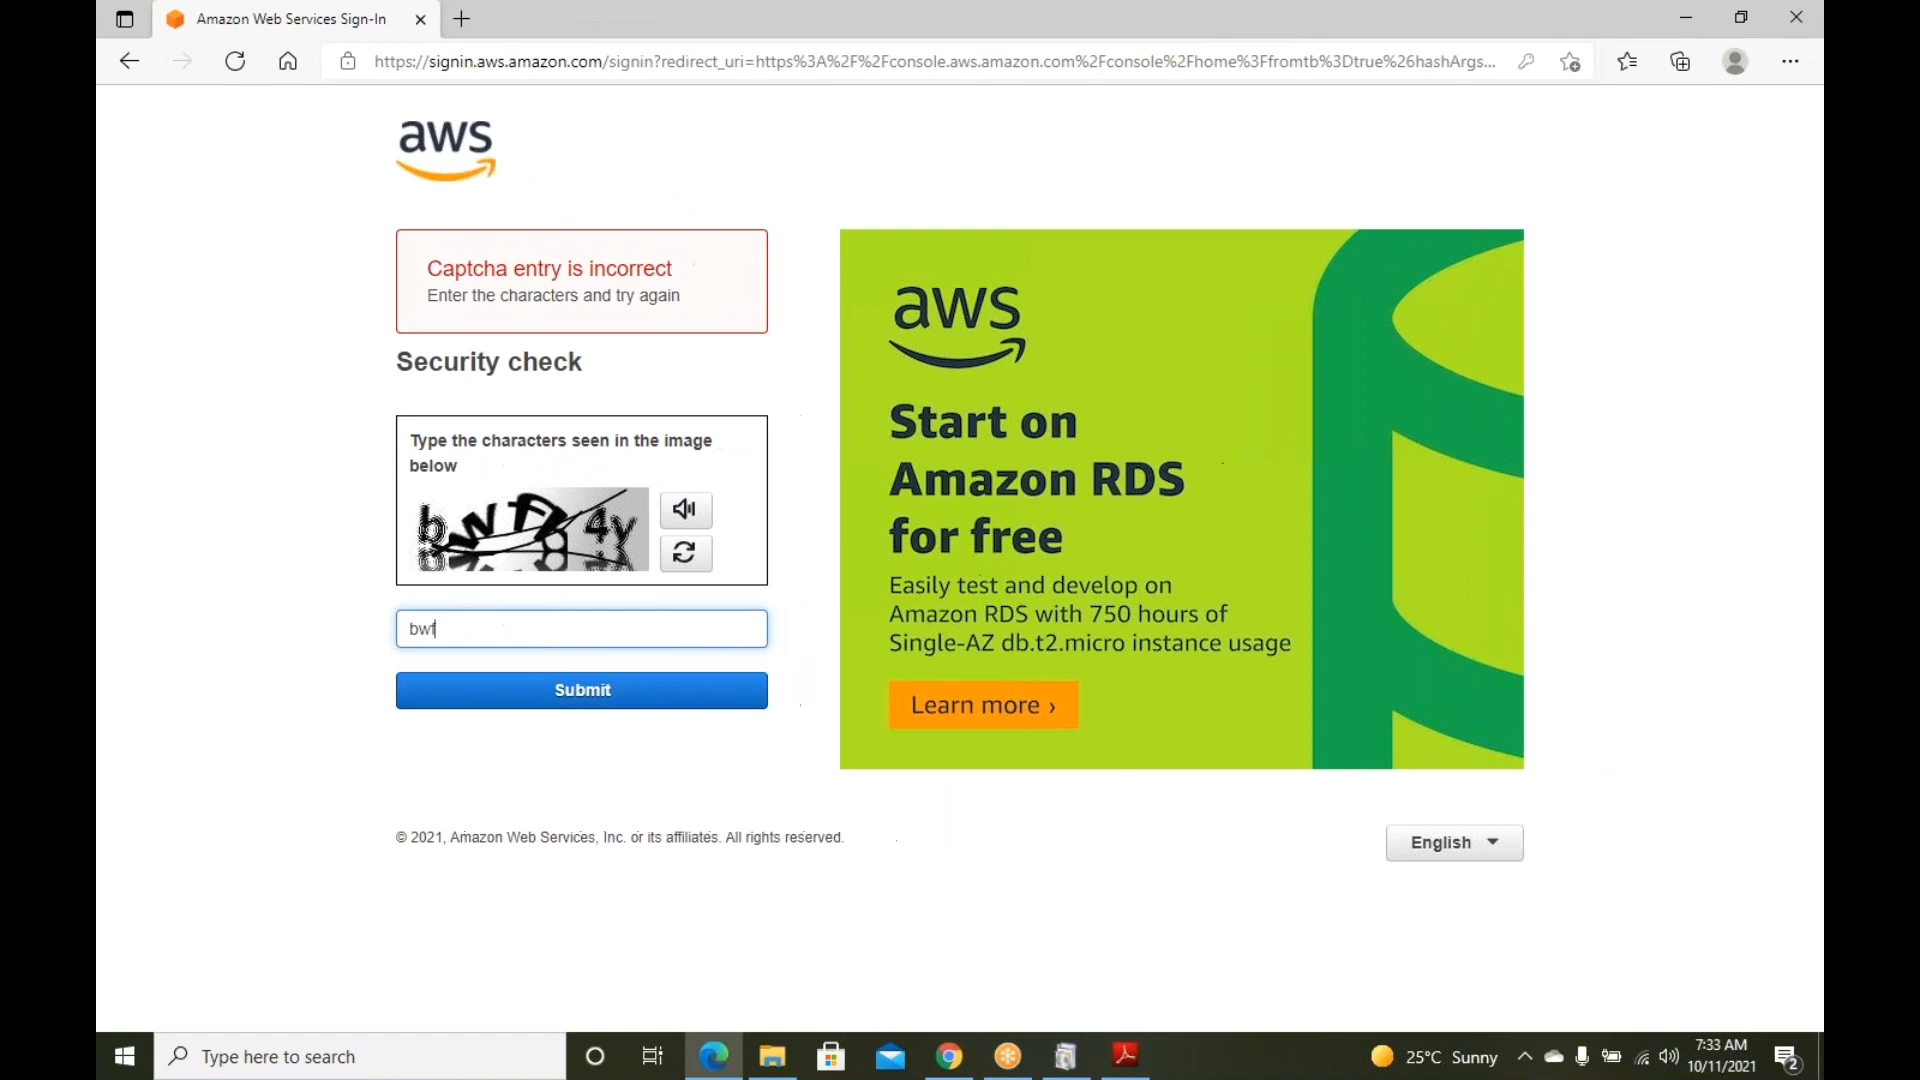 Amazon Web Services Sign-In
https://signin.aws.amazon.com/signin?redirect_uri=https%3A%2F%2Fconsole.aws.amazon.com%2Fconsole%2Fhome%3Ffromtb%3Dtrue%26hashArgs...
aws
Captcha entry is incorrect
Enter the characters and try again
Security check
Type the characters seen in the image
below
bwf
Submit
aws
Start on
Amazon RDS
for free
Easily test and develop on
Amazon RDS with 750 hours of
Single-AZ db.t2.micro instance usage
Learn more ›
© 2021, Amazon Web Services, Inc. or its affiliates. All rights reserved.
English
Type here to search
25°C Sunny
7:33 AM
10/11/2021
2